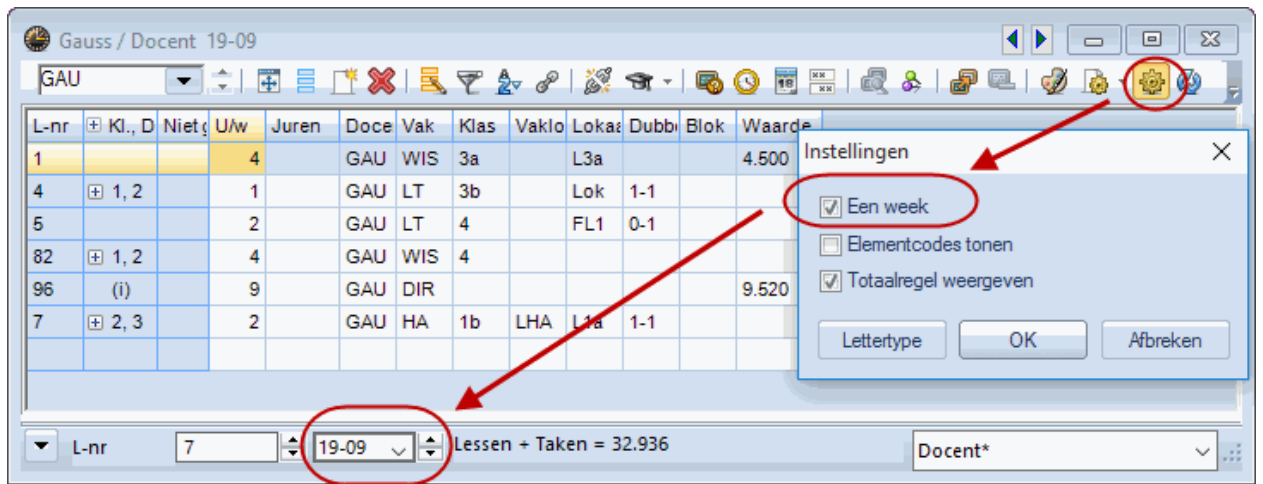 Gauss / Docent 19-09
GAU
L-nr Kl., D Niet g U/w Juren Doce Vak Klas Vaklo Lokaa Dubb Blok Waarde
1 4 GAU WIS 3a L3a 4.500
4 1, 2 1 GAU LT 3b Lok 1-1
5 2 GAU LT 4 FL1 0-1
82 1, 2 4 GAU WIS 4
96 (i) 9 GAU DIR 9.520
7 2, 3 2 GAU HA 1b LHA L1a 1-1
Instellingen
Een week
Elementcodes tonen
Totaalregel weergeven
Lettertype OK Afbreken
L-nr 7 19-09 Lessen + Taken = 32.936 Docent*